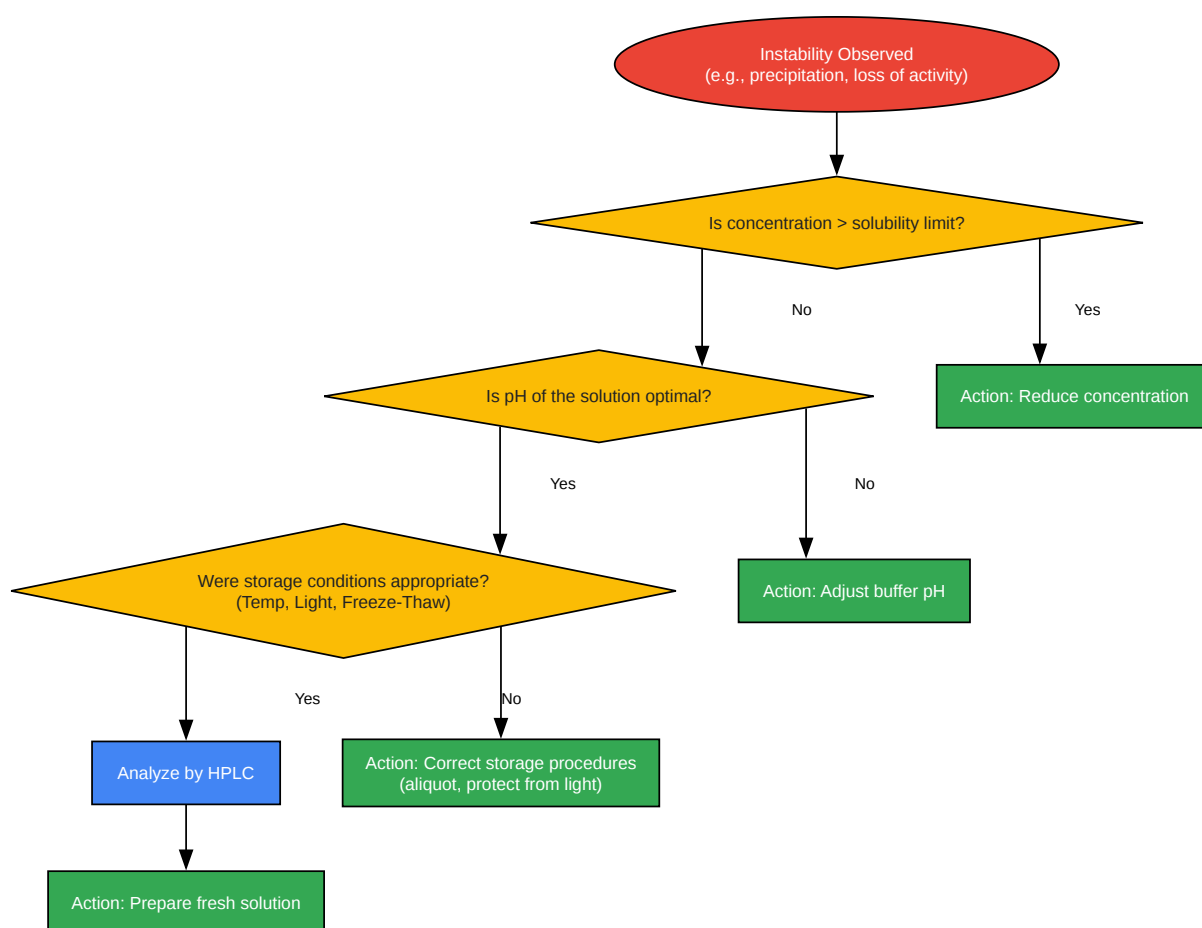 Instability Observed
(e.g., precipitation, loss of activity)
Is concentration > solubility limit?
No
Yes
Is pH of the solution optimal?
Action: Reduce concentration
Yes
No
Were storage conditions appropriate?
(Temp, Light, Freeze-Thaw)
Action: Adjust buffer pH
Yes
No
Analyze by HPLC
Action: Correct storage procedures
(aliquot, protect from light)
Action: Prepare fresh solution